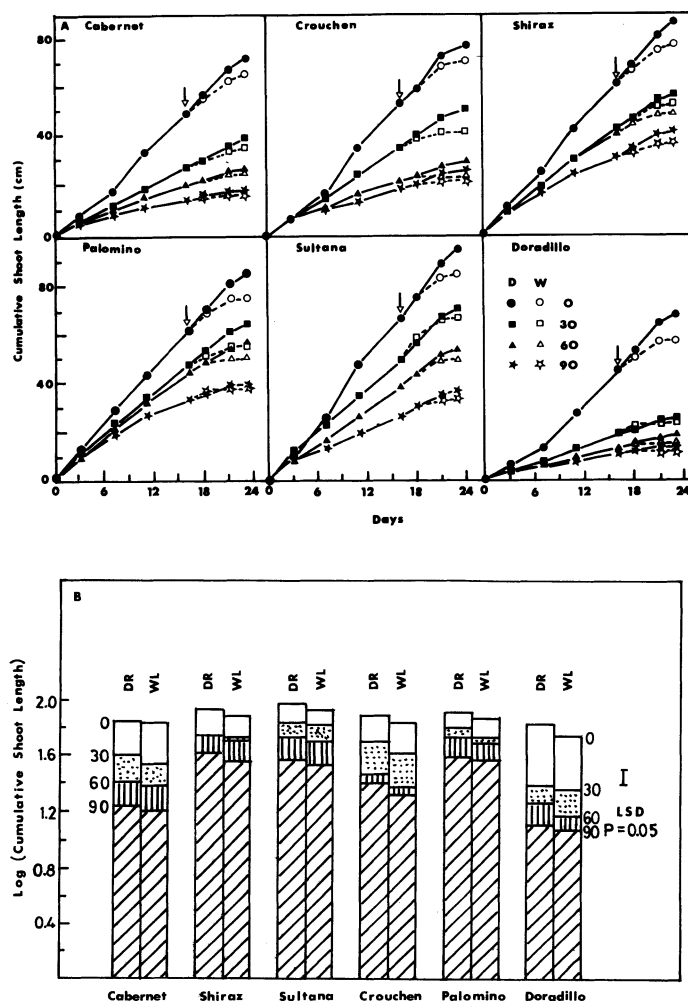 A Cabernet
Crouchen
Shiraz
80
40
0
Palomino
Sultana
Doradillo
D W
0
30
60
90
80
40
0
0 6 12 18 24
6 12 18 24
0 6 12 18 24
Cumulative Shoot Length (cm)
Days
B
DR WL DR WL DR WL DR WL DR WL DR WL
2.0
1.6
1.2
0.8
0.4
0
30
60
90
0
30
60
90
LSD
P=0.05
Log (Cumulative Shoot Length)
Cabernet Shiraz Sultana Crouchen Palomino Doradillo